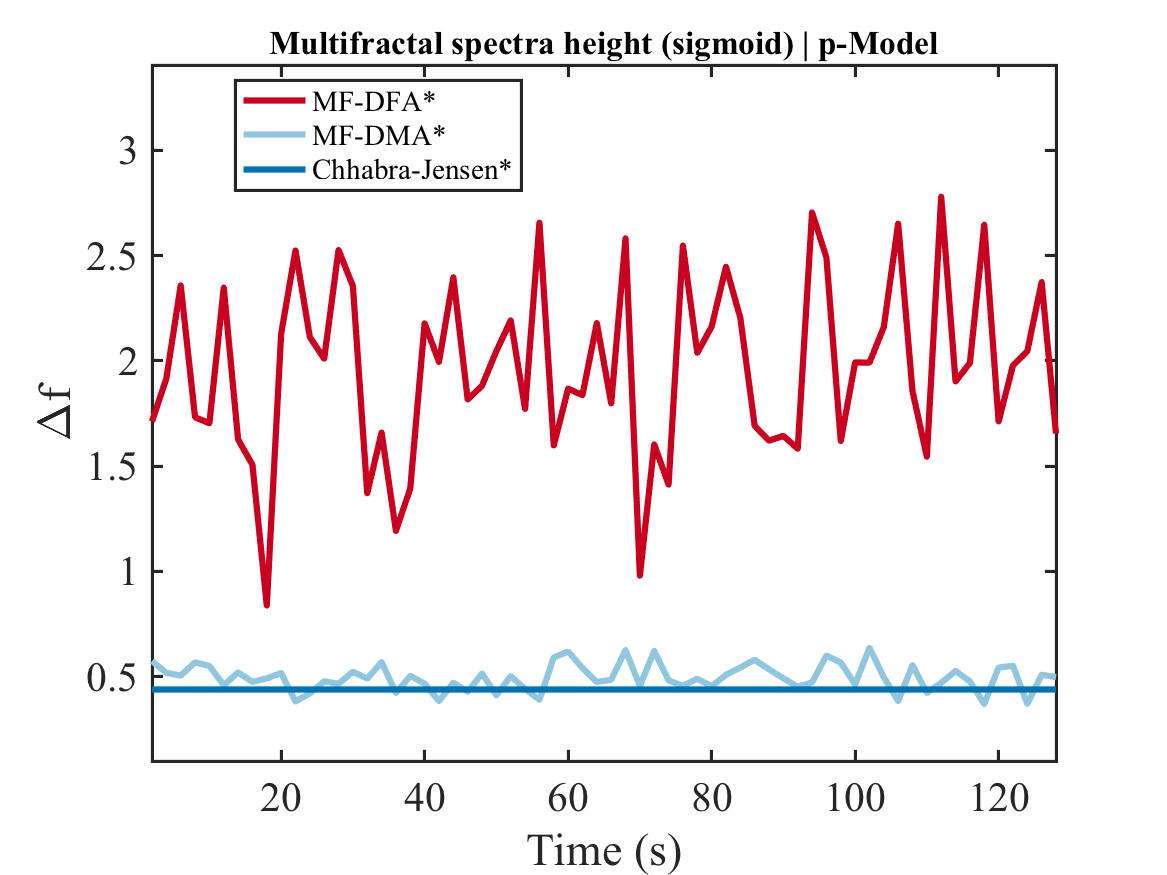 Multifractal spectra height (sigmoid) | p-Model
MF-DFA*
MF-DMA*
Chhabra-Jensen*
3
2.5
2
1.5
1
0.5
Δf
20 40 60 80 100 120
Time (s)